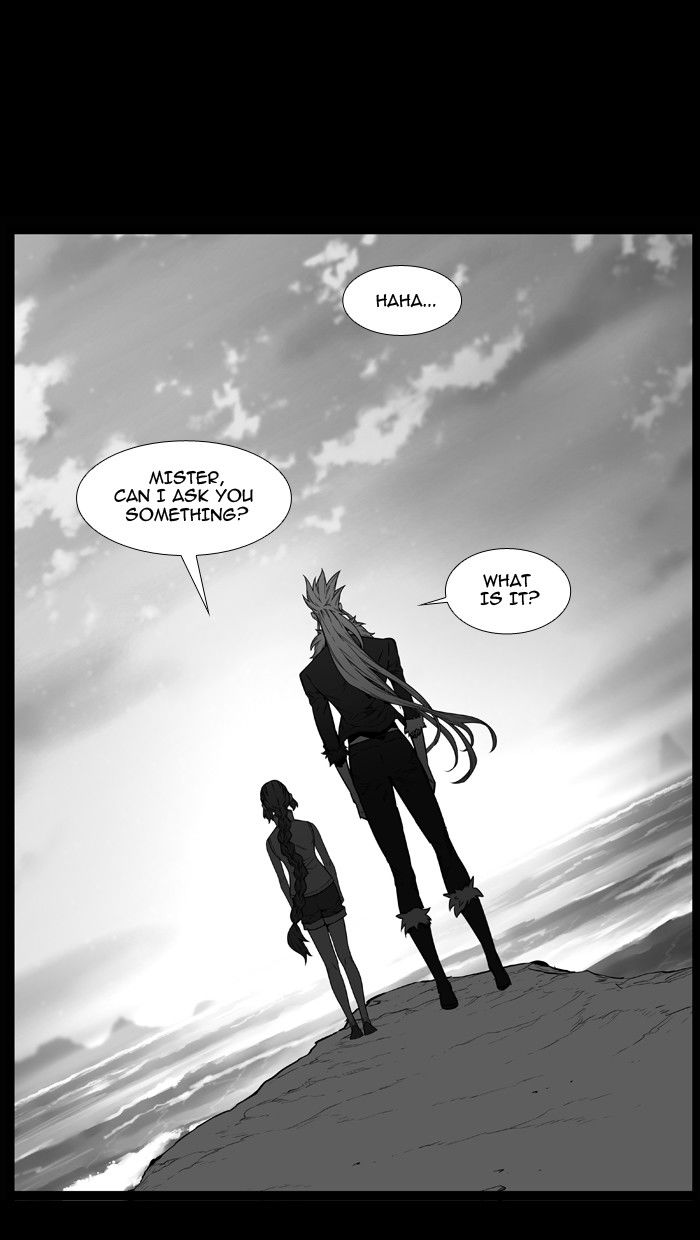 HAHA...
MISTER,
CAN I ASK YOU
SOMETHING?
WHAT
IS IT?